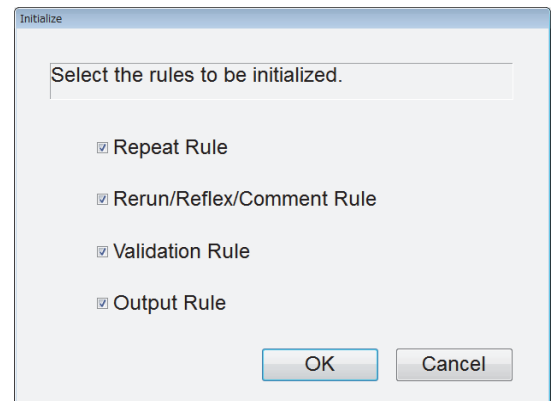 Initialize
Select the rules to be initialized.
Repeat Rule
Rerun/Reflex/Comment Rule
Validation Rule
Output Rule
OK Cancel